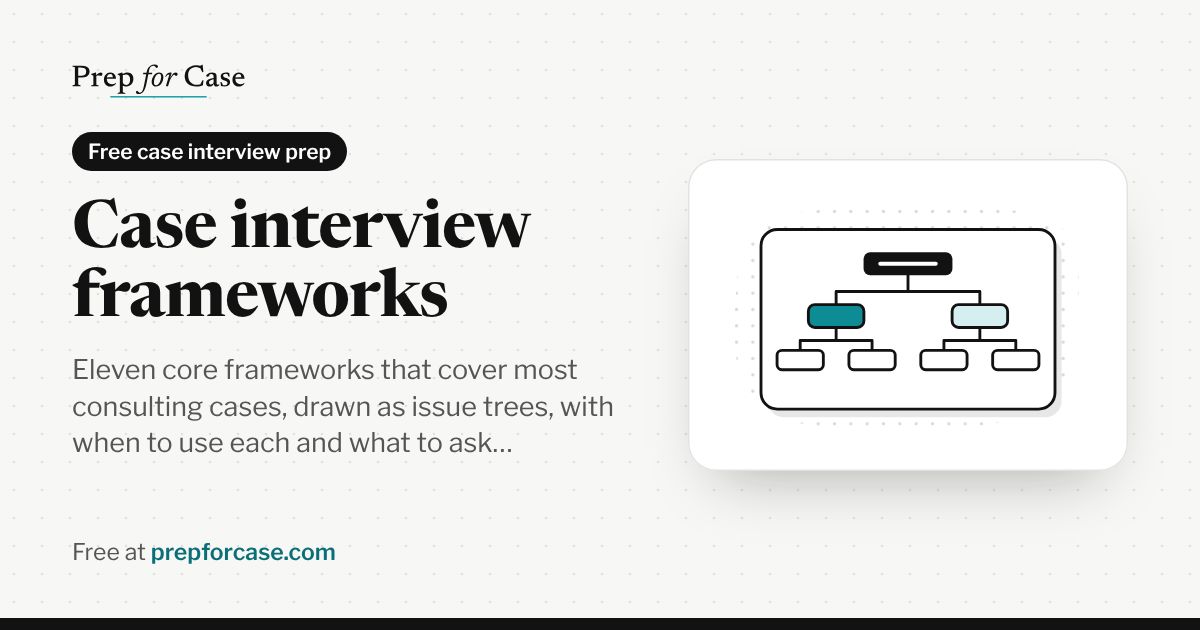 Prep for Case
Free case interview prep
Case interview
frameworks
Eleven core frameworks that cover most
consulting cases, drawn as issue trees, with
when to use each and what to ask...
Free at prepforcase.com